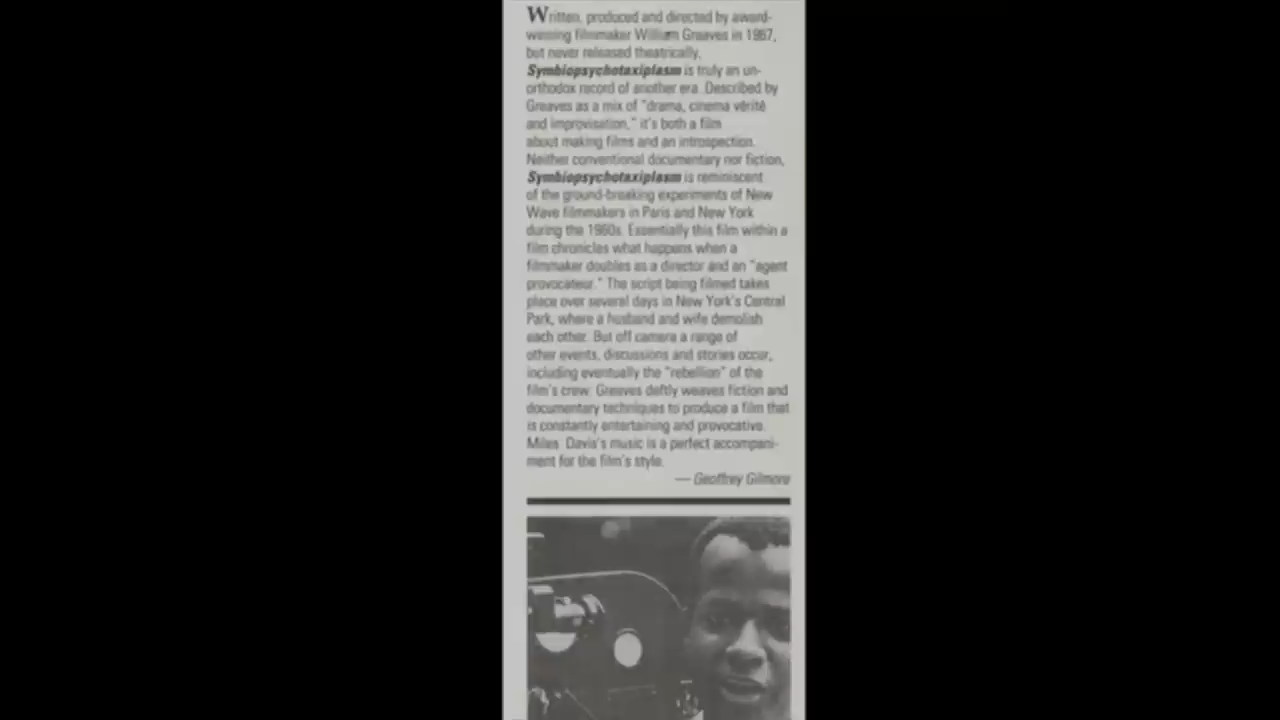 Written, produced and directed by award-
winning filmmaker William Greaves in 1967,
but never released theatrically,
Symbiopsychotaxiplasm is truly an un-
orthodox record of another era. Described by
Greaves as a mix of "drama, cinema vérité
and improvisation," it's both a film
about making films and an introspection.
Neither conventional documentary nor fiction,
Symbiopsychotaxiplasm is reminiscent
of the ground-breaking experiments of New
Wave filmmakers in Paris and New York
during the 1960s. Essentially this film within a
film chronicles what happens when a
filmmaker doubles as a director and an "agent
provocateur." The script being filmed takes
place over several days in New York's Central
Park, where a husband and wife demolish
each other. But off camera a range of
other events, discussions and stories occur,
including eventually the "rebellion" of the
film's crew. Greaves deftly weaves fiction and
documentary techniques to produce a film that
is constantly entertaining and provocative.
Miles Davis's music is a perfect accompani-
ment for the film's style.
— Geoffrey Gilmore